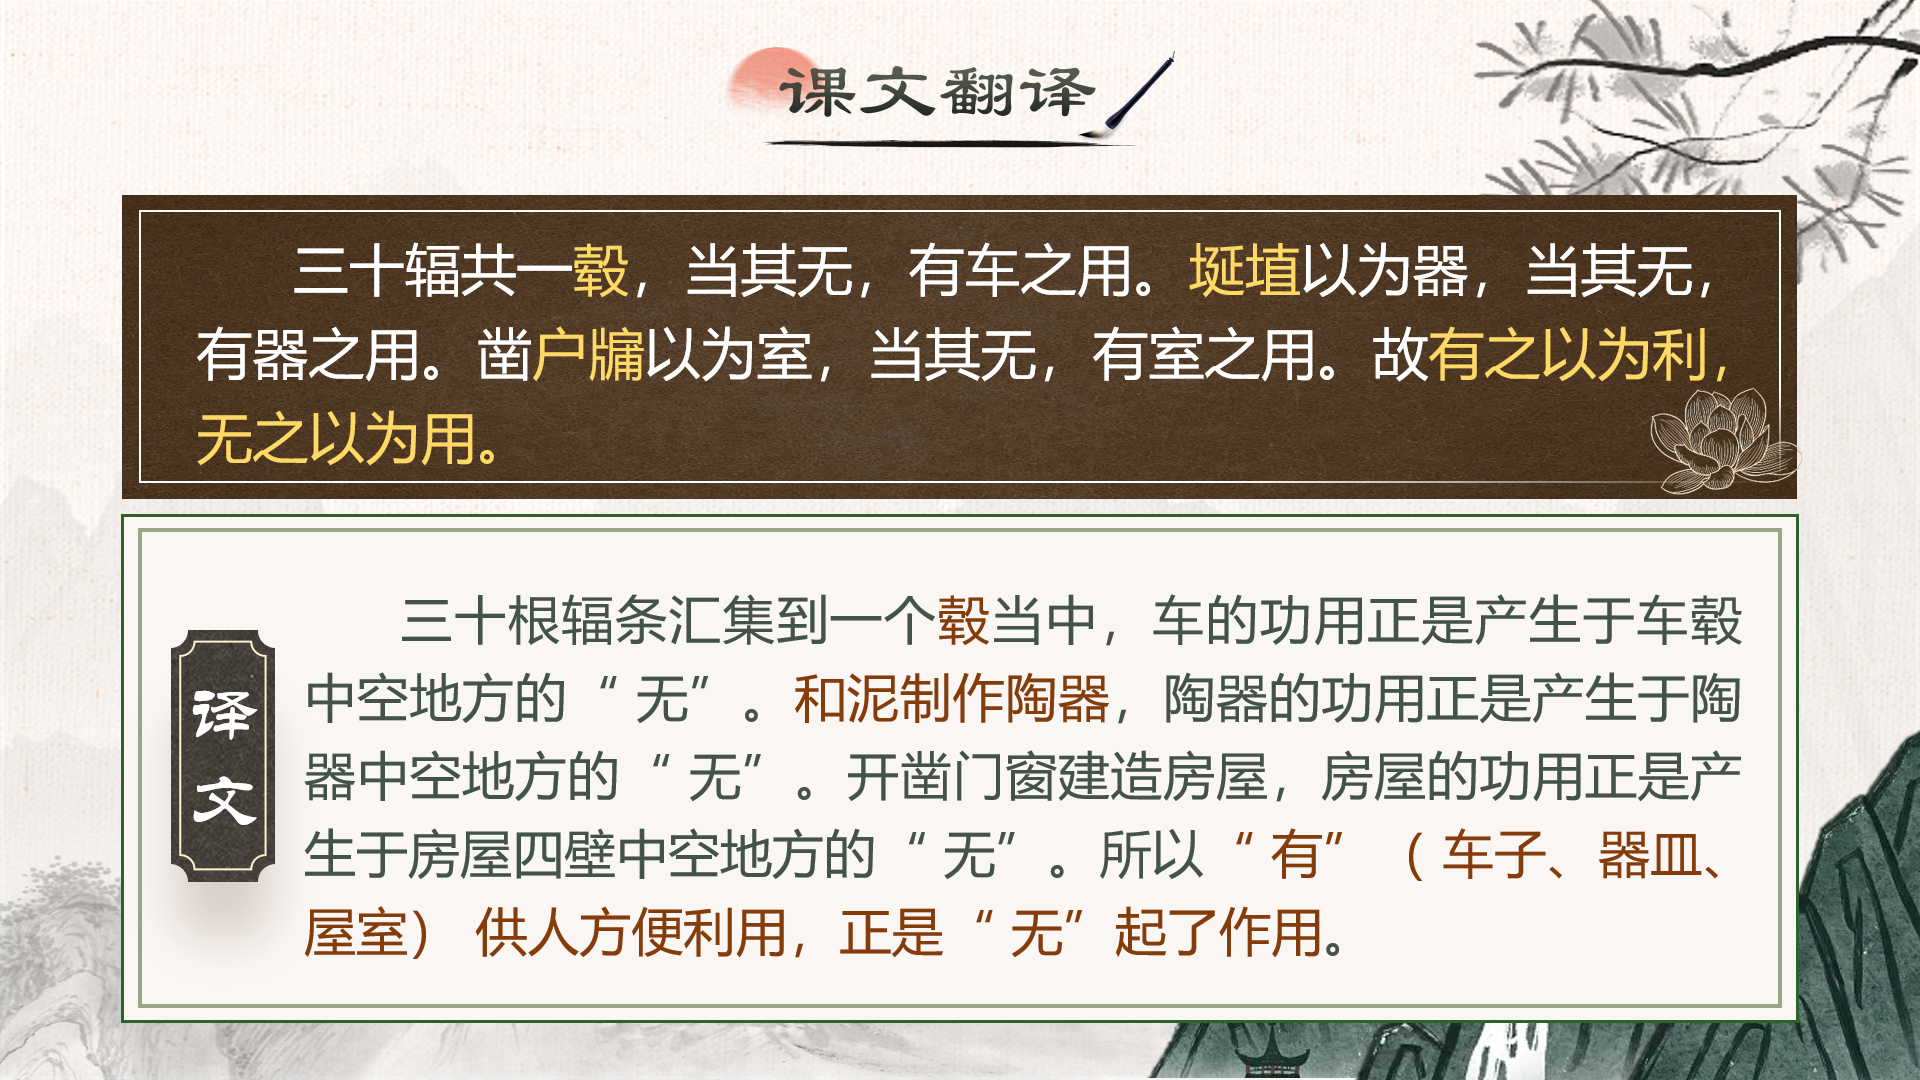 课文翻译
三十辐共一毂，当其无，有车之用。埏埴以为器，当其无，
有器之用。凿户牖以为室，当其无，有室之用。故有之以为利，
无之以为用。
译文
三十根辐条汇集到一个毂当中，车的功用正是产生于车毂
中空地方的“无”。和泥制作陶器，陶器的功用正是产生于陶
器中空地方的“无”。开凿门窗建造房屋，房屋的功用正是产
生于房屋四壁中空地方的“无”。所以“有”（车子、器皿、
屋室）供人方便利用，正是“无”起了作用。